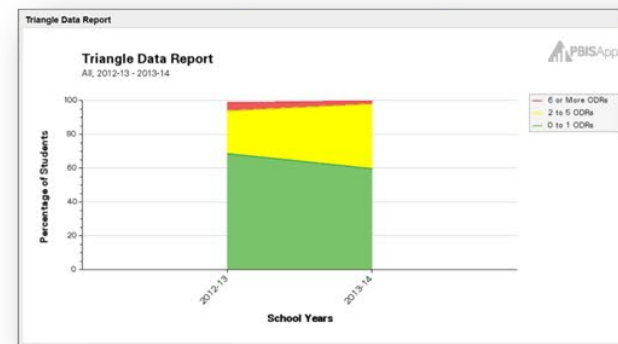 Triangle Data Report
Triangle Data Report
All, 2012-13 - 2013-14
PBISApp
6 or More ODRs
2 to 5 ODRs
0 to 1 ODRs
Percentage of Students
100
80
60
40
20
0
2012-13
2013-14
School Years